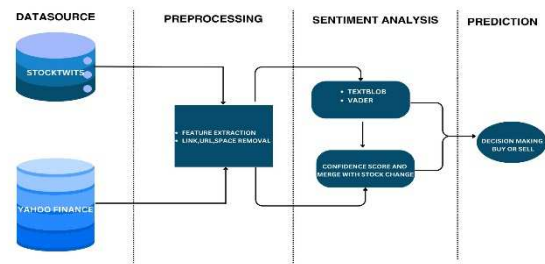 DATASOURCE
PREPROCESSING
SENTIMENT ANALYSIS
PREDICTION
STOCKTWITS
YAHOO FINANCE
• FEATURE EXTRACTION
• LINK,URL,SPACE REMOVAL
• TEXTBLOB
• VADER
CONFIDENCE SCORE AND
MERGE WITH STOCK CHANGE
DECISION MAKING
BUY OR SELL